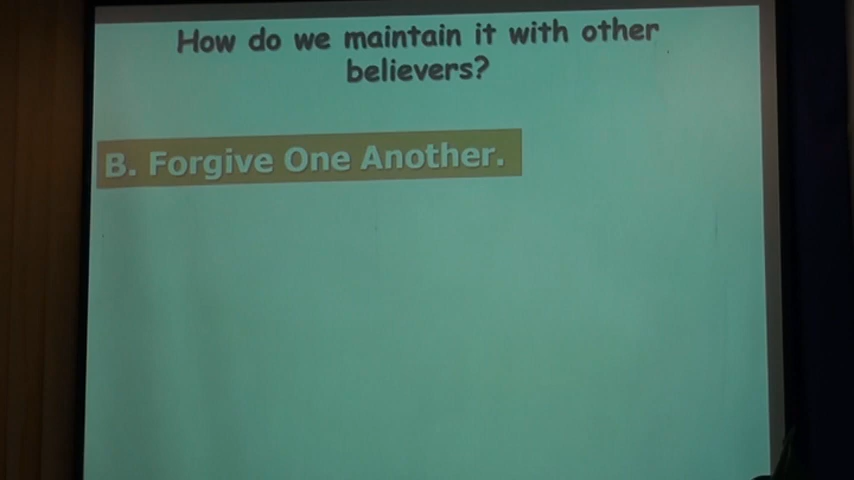 How do we maintain it with other
believers?
B. Forgive One Another.